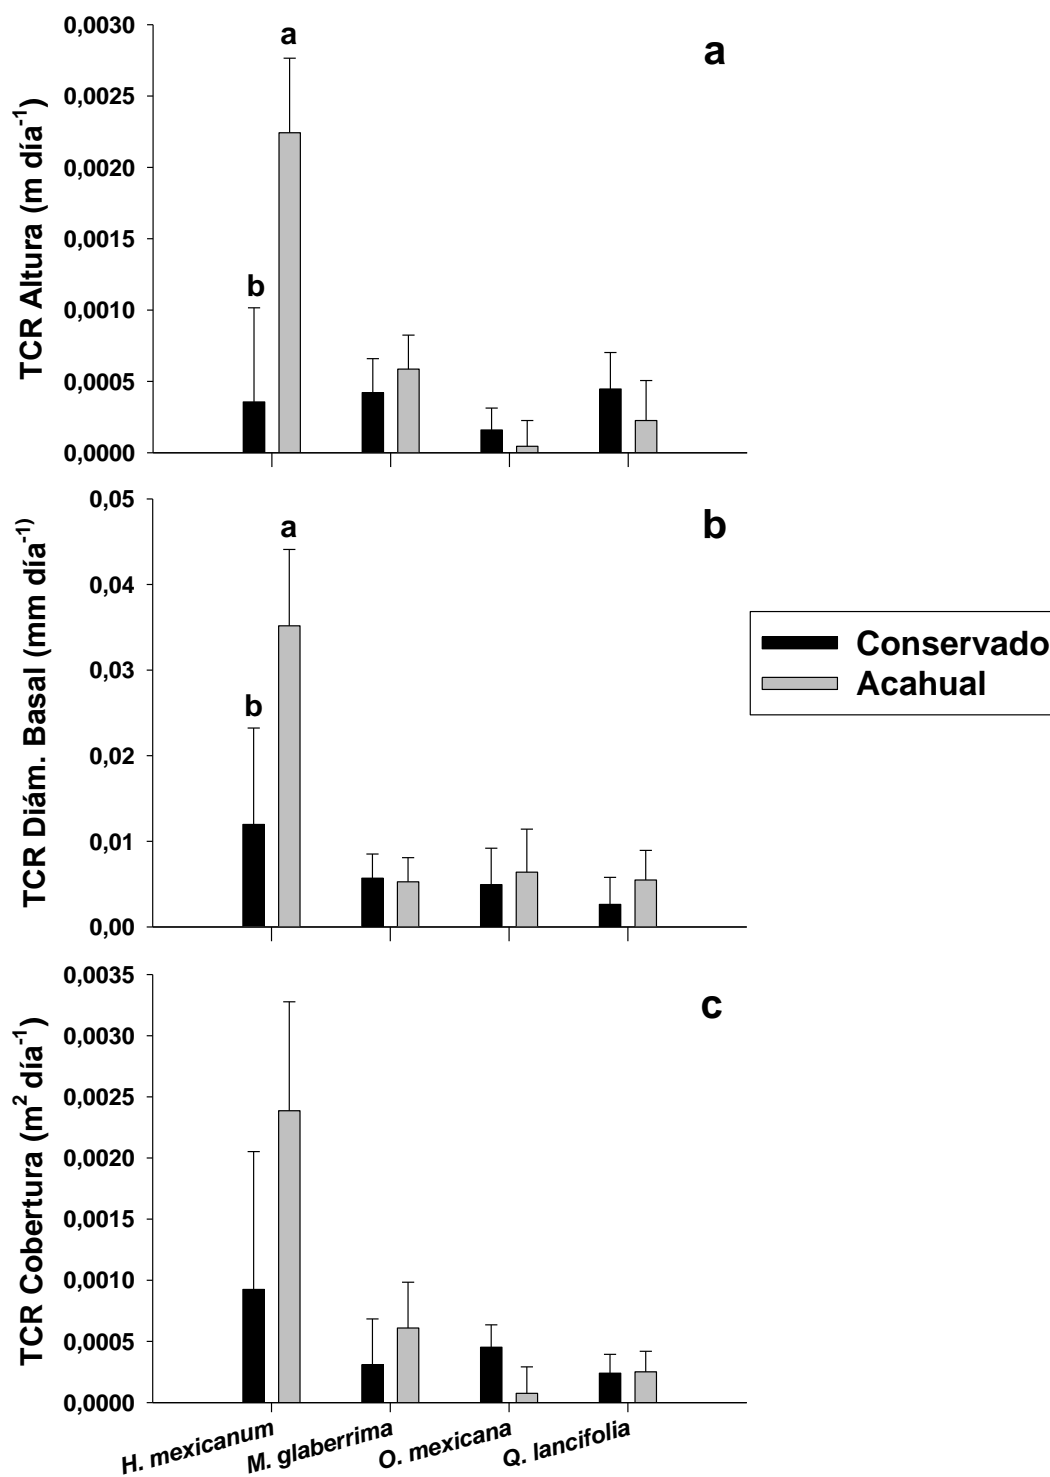 a
TCR Altura (m día⁻¹)
0,0030
0,0025
0,0020
0,0015
0,0010
0,0005
0,0000
a
b
b
TCR Diám. Basal (mm día⁻¹⁾
0,05
0,04
0,03
0,02
0,01
0,00
a
b
Conservado
Acahual
c
TCR Cobertura (m² día⁻¹)
0,0035
0,0030
0,0025
0,0020
0,0015
0,0010
0,0005
0,0000
H. mexicanum
M. glaberrima
O. mexicana
Q. lancifolia